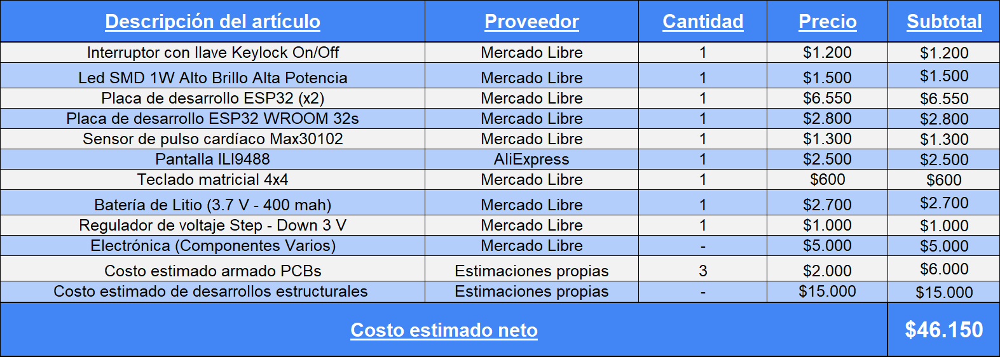 Descripción del artículo Proveedor Cantidad Precio Subtotal
Interruptor con llave Keylock On/Off Mercado Libre 1 $1.200 $1.200
Led SMD 1W Alto Brillo Alta Potencia Mercado Libre 1 $1.500 $1.500
Placa de desarrollo ESP32 (x2) Mercado Libre 1 $6.550 $6.550
Placa de desarrollo ESP32 WROOM 32s Mercado Libre 1 $2.800 $2.800
Sensor de pulso cardíaco Max30102 Mercado Libre 1 $1.300 $1.300
Pantalla ILI9488 AliExpress 1 $2.500 $2.500
Teclado matricial 4x4 Mercado Libre 1 $600 $600
Batería de Litio (3.7 V - 400 mah) Mercado Libre 1 $2.700 $2.700
Regulador de voltaje Step - Down 3 V Mercado Libre 1 $1.000 $1.000
Electrónica (Componentes Varios) Mercado Libre - $5.000 $5.000
Costo estimado armado PCBs Estimaciones propias 3 $2.000 $6.000
Costo estimado de desarrollos estructurales Estimaciones propias - $15.000 $15.000
Costo estimado neto $46.150